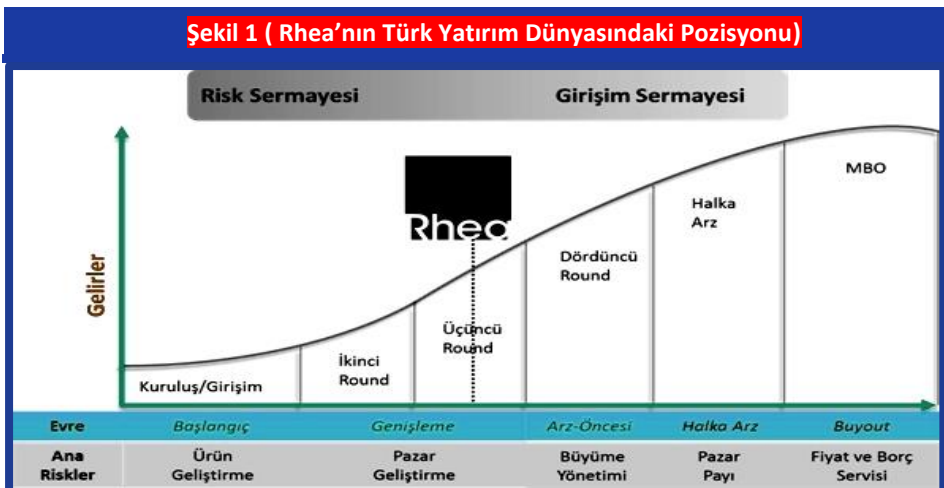 Şekil 1 ( Rhea’nın Türk Yatırım Dünyasındaki Pozisyonu)
Risk Sermayesi Girişim Sermayesi
MBO
Halka
Arz
Rhea
Dördüncü
Round
Gelirler
Üçüncü
Round
İkinci
Round
Kuruluş/Girişim
Evre Başlangıç Genişleme Arz-Öncesi Halka Arz Buyout
Ana Ürün Pazar Büyüme Pazar Fiyat ve Borç
Riskler Geliştirme Geliştirme Yönetimi Payı Servisi